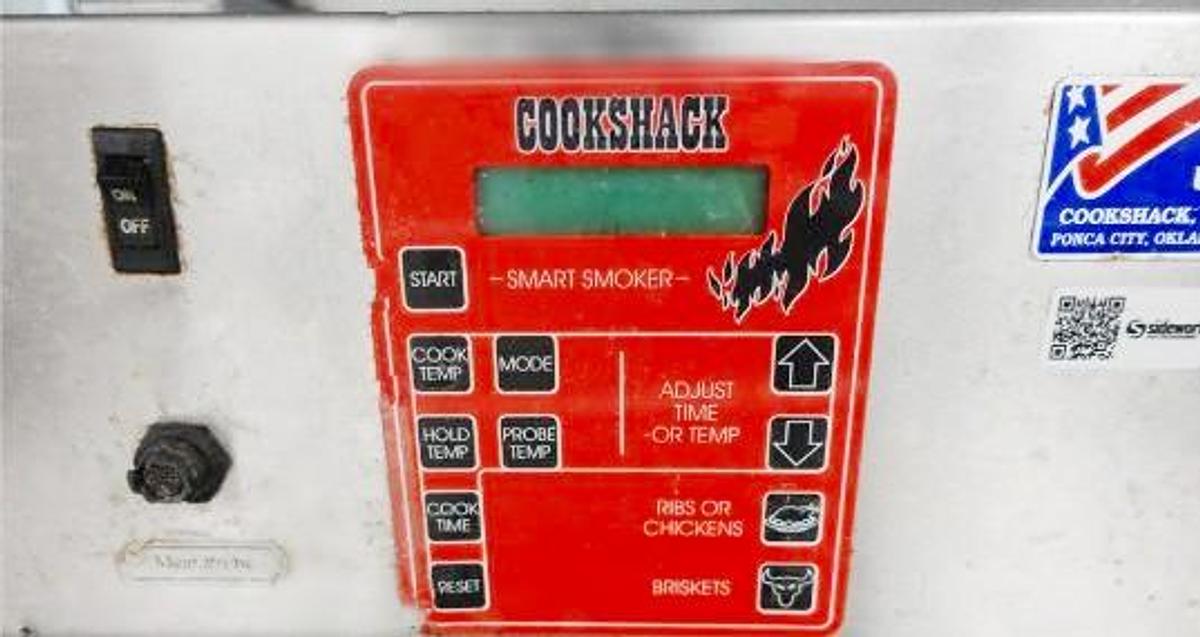 ON
OFF
COOKSHACK
START
-SMART SMOKER-
COOK
TEMP
MODE
HOLD
TEMP
PROBE
TEMP
ADJUST
TIME
-OR TEMP
COOK
TIME
RESET
RIBS OR
CHICKENS
BRISKETS
COOKSHACK,
PONCA CITY, OKLA
sidewor